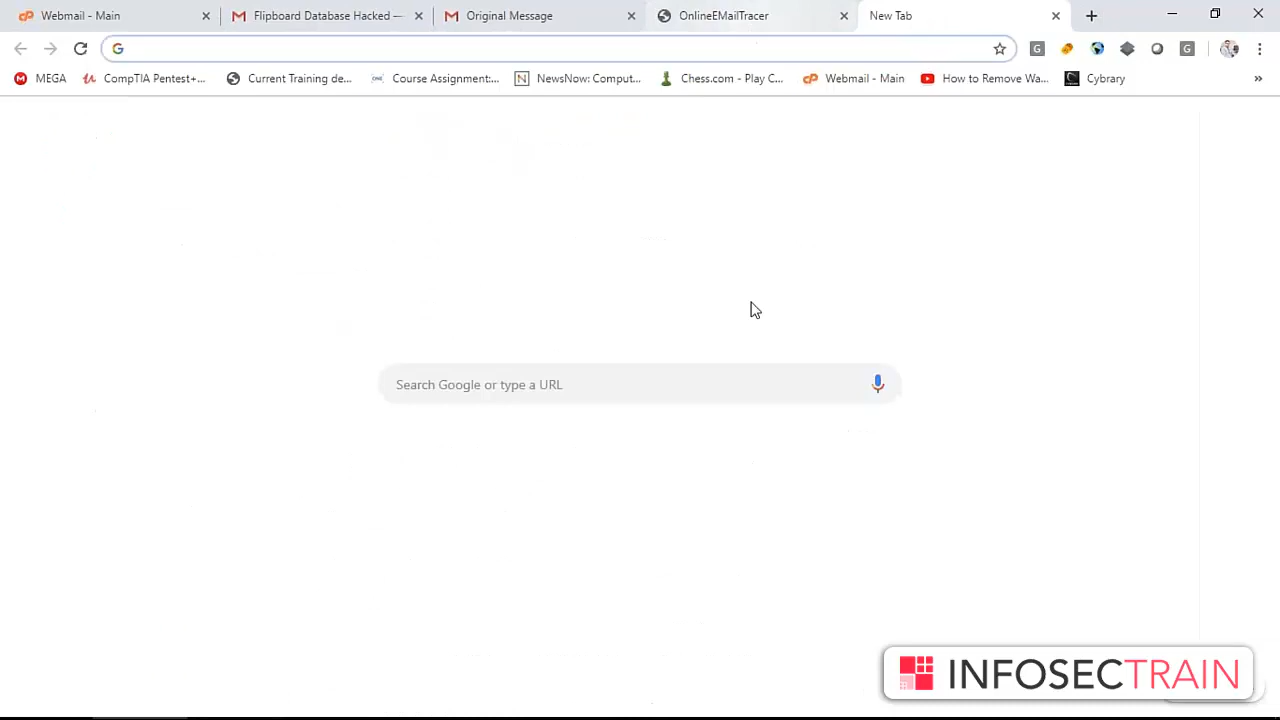 Webmail - Main
Flipboard Database Hacked —
Original Message
OnlineEMailTracer
New Tab
MEGA
CompTIA Pentest+...
Current Training de...
Course Assignment:...
NewsNow: Comput...
Chess.com - Play C...
Webmail - Main
How to Remove Wa...
Cybrary
Search Google or type a URL
INFOSECTRAIN